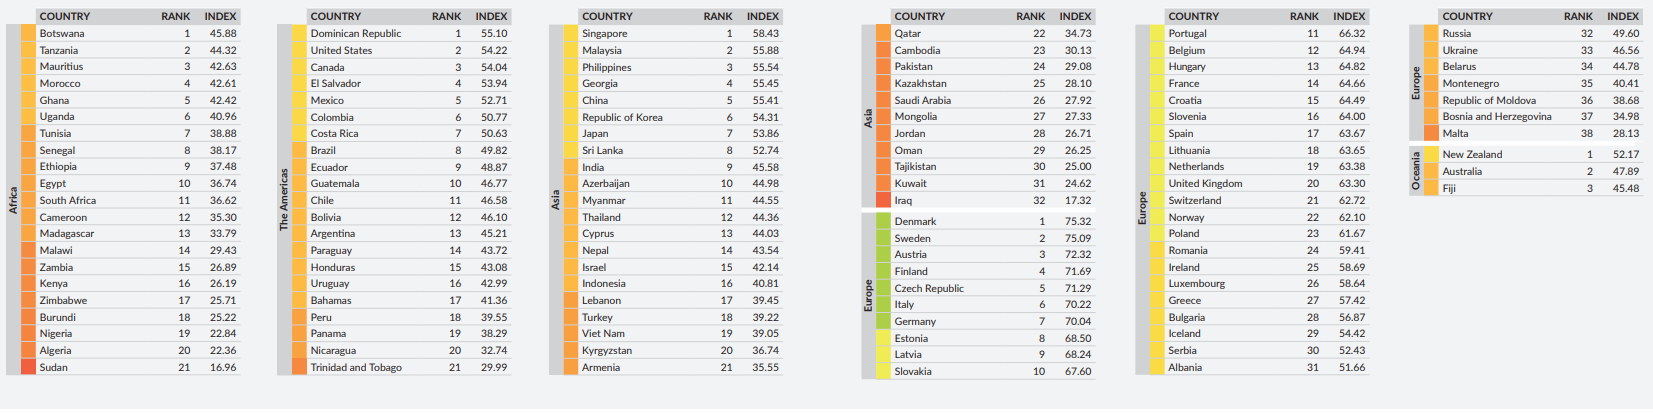 COUNTRY RANK INDEX
Africa
Botswana 1 45.88
Tanzania 2 44.32
Mauritius 3 42.63
Morocco 4 42.61
Ghana 5 42.42
Uganda 6 40.96
Tunisia 7 38.88
Senegal 8 38.17
Ethiopia 9 37.48
Egypt 10 36.74
South Africa 11 36.62
Cameroon 12 35.30
Madagascar 13 33.79
Malawi 14 29.43
Zambia 15 26.89
Kenya 16 26.19
Zimbabwe 17 25.71
Burundi 18 25.22
Nigeria 19 22.84
Algeria 20 22.36
Sudan 21 16.96
COUNTRY RANK INDEX
The Americas
Dominican Republic 1 55.10
United States 2 54.22
Canada 3 54.04
El Salvador 4 53.94
Mexico 5 52.71
Colombia 6 50.77
Costa Rica 7 50.63
Brazil 8 49.82
Ecuador 9 48.87
Guatemala 10 46.77
Chile 11 46.58
Bolivia 12 46.10
Argentina 13 45.21
Paraguay 14 43.72
Honduras 15 43.08
Uruguay 16 42.99
Bahamas 17 41.36
Peru 18 39.55
Panama 19 38.29
Nicaragua 20 32.74
Trinidad and Tobago 21 29.99
COUNTRY RANK INDEX
Asia
Singapore 1 58.43
Malaysia 2 55.88
Philippines 3 55.54
Georgia 4 55.45
China 5 55.41
Republic of Korea 6 54.31
Japan 7 53.86
Sri Lanka 8 52.74
India 9 45.58
Azerbaijan 10 44.98
Myanmar 11 44.55
Thailand 12 44.36
Cyprus 13 44.03
Nepal 14 43.54
Israel 15 42.14
Indonesia 16 40.81
Lebanon 17 39.45
Turkey 18 39.22
Viet Nam 19 39.05
Kyrgyzstan 20 36.74
Armenia 21 35.55
COUNTRY RANK INDEX
Asia
Qatar 22 34.73
Cambodia 23 30.13
Pakistan 24 29.08
Kazakhstan 25 28.10
Saudi Arabia 26 27.92
Mongolia 27 27.33
Jordan 28 26.71
Oman 29 26.25
Tajikistan 30 25.00
Kuwait 31 24.62
Iraq 32 17.32
Europe
Denmark 1 75.32
Sweden 2 75.09
Austria 3 72.32
Finland 4 71.69
Czech Republic 5 71.29
Italy 6 70.22
Germany 7 70.04
Estonia 8 68.50
Latvia 9 68.24
Slovakia 10 67.60
COUNTRY RANK INDEX
Europe
Portugal 11 66.32
Belgium 12 64.94
Hungary 13 64.82
France 14 64.66
Croatia 15 64.49
Slovenia 16 64.00
Spain 17 63.67
Lithuania 18 63.65
Netherlands 19 63.38
United Kingdom 20 63.30
Switzerland 21 62.72
Norway 22 62.10
Poland 23 61.67
Romania 24 59.41
Ireland 25 58.69
Luxembourg 26 58.64
Greece 27 57.42
Bulgaria 28 56.87
Iceland 29 54.42
Serbia 30 52.43
Albania 31 51.66
COUNTRY RANK INDEX
Europe
Russia 32 49.60
Ukraine 33 46.56
Belarus 34 44.78
Montenegro 35 40.41
Republic of Moldova 36 38.68
Bosnia and Herzegovina 37 34.98
Malta 38 28.13
Oceania
New Zealand 1 52.17
Australia 2 47.89
Fiji 3 45.48